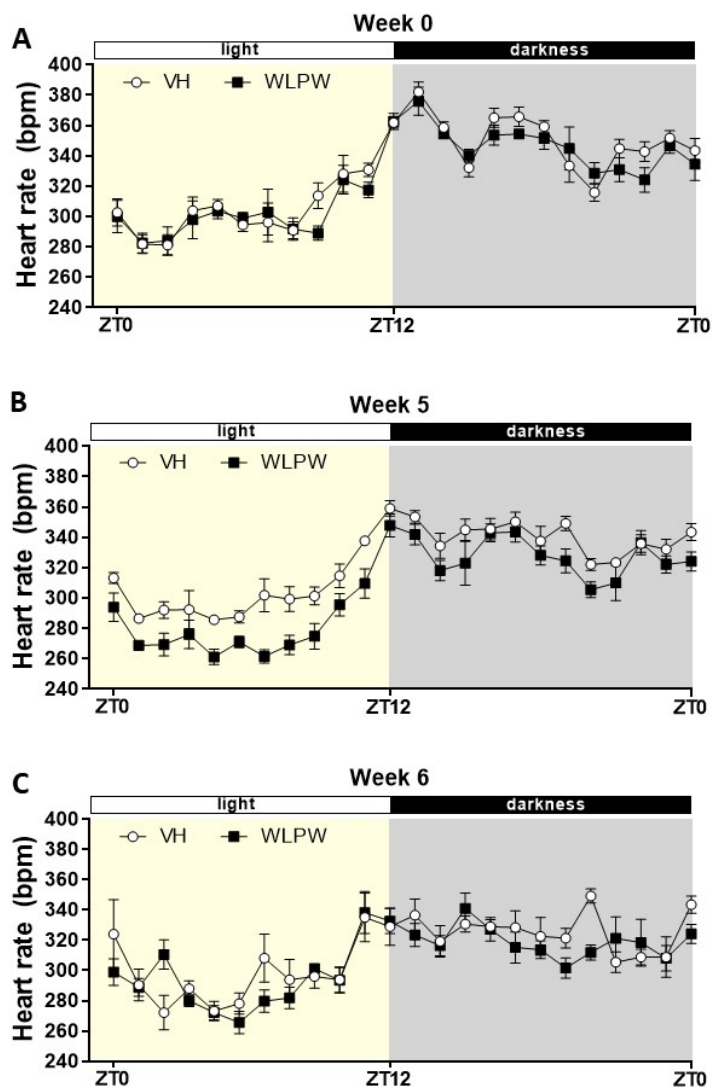 A
Week 0
light darkness
VH WLPW
Heart rate (bpm)
400
380
360
340
320
300
280
260
240
ZT0 ZT12 ZT0
B
Week 5
light darkness
VH WLPW
Heart rate (bpm)
400
380
360
340
320
300
280
260
240
ZT0 ZT12 ZT0
C
Week 6
light darkness
VH WLPW
Heart rate (bpm)
400
380
360
340
320
300
280
260
240
ZT0 ZT12 ZT0